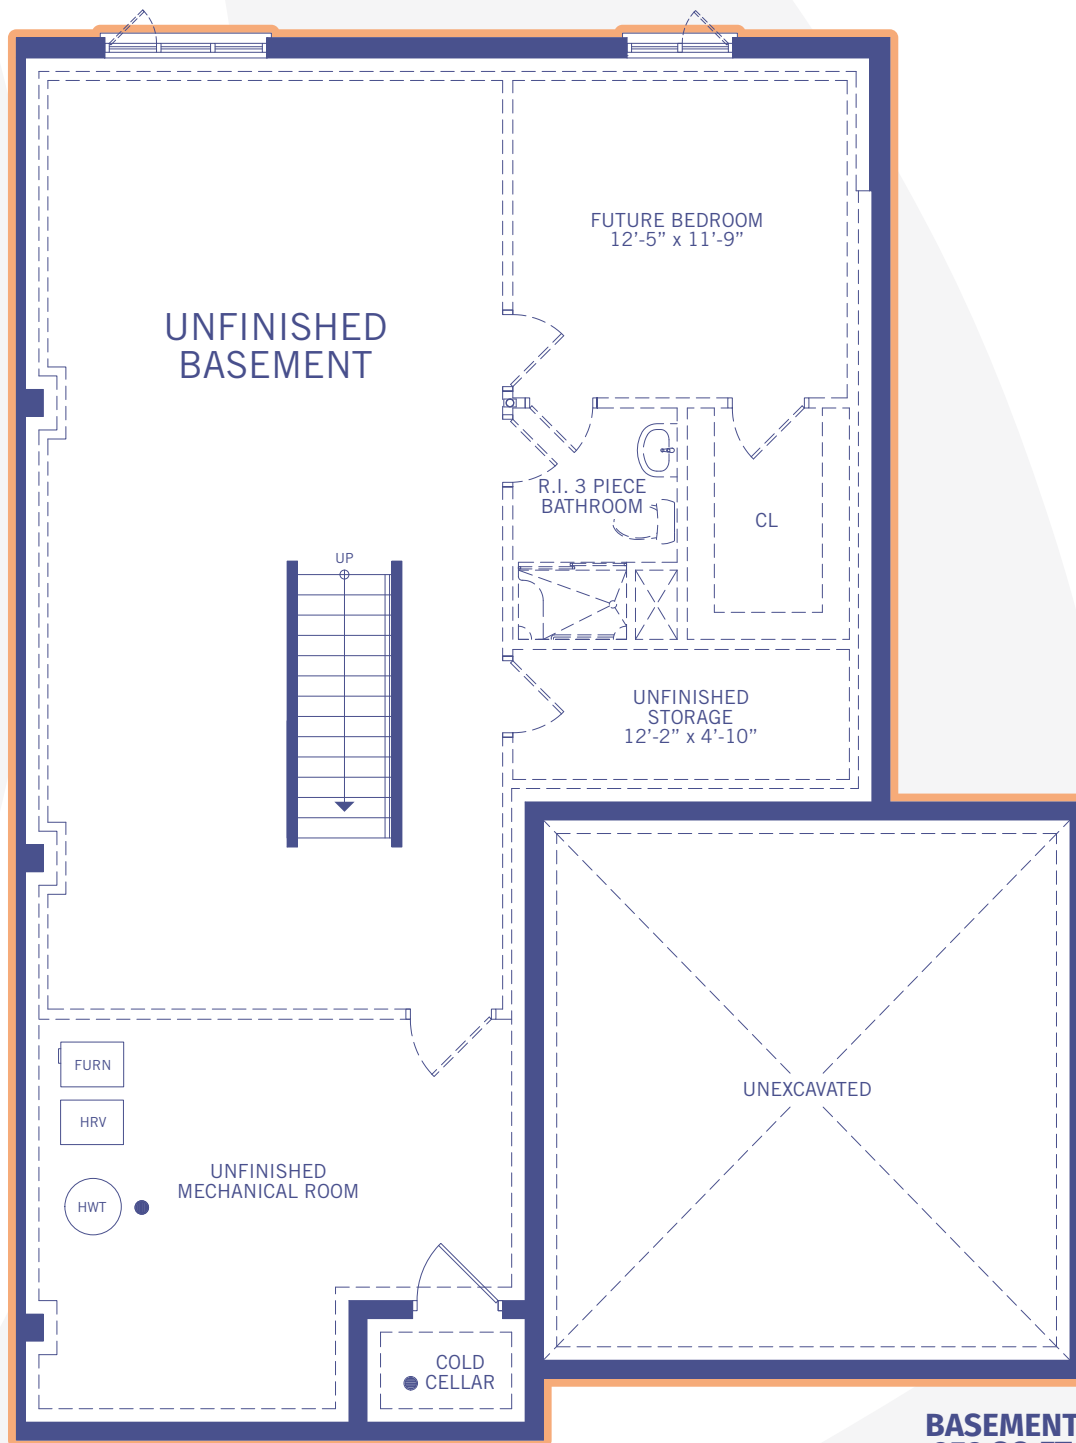 FUTURE BEDROOM
12'-5" x 11'-9"
UNFINISHED
BASEMENT
R.I. 3 PIECE
BATHROOM
CL
UP
UNFINISHED
STORAGE
12'-2" x 4'-10"
FURN
HRV
HWT
UNFINISHED
MECHANICAL ROOM
UNEXCAVATED
COLD
CELLAR
BASEMENT